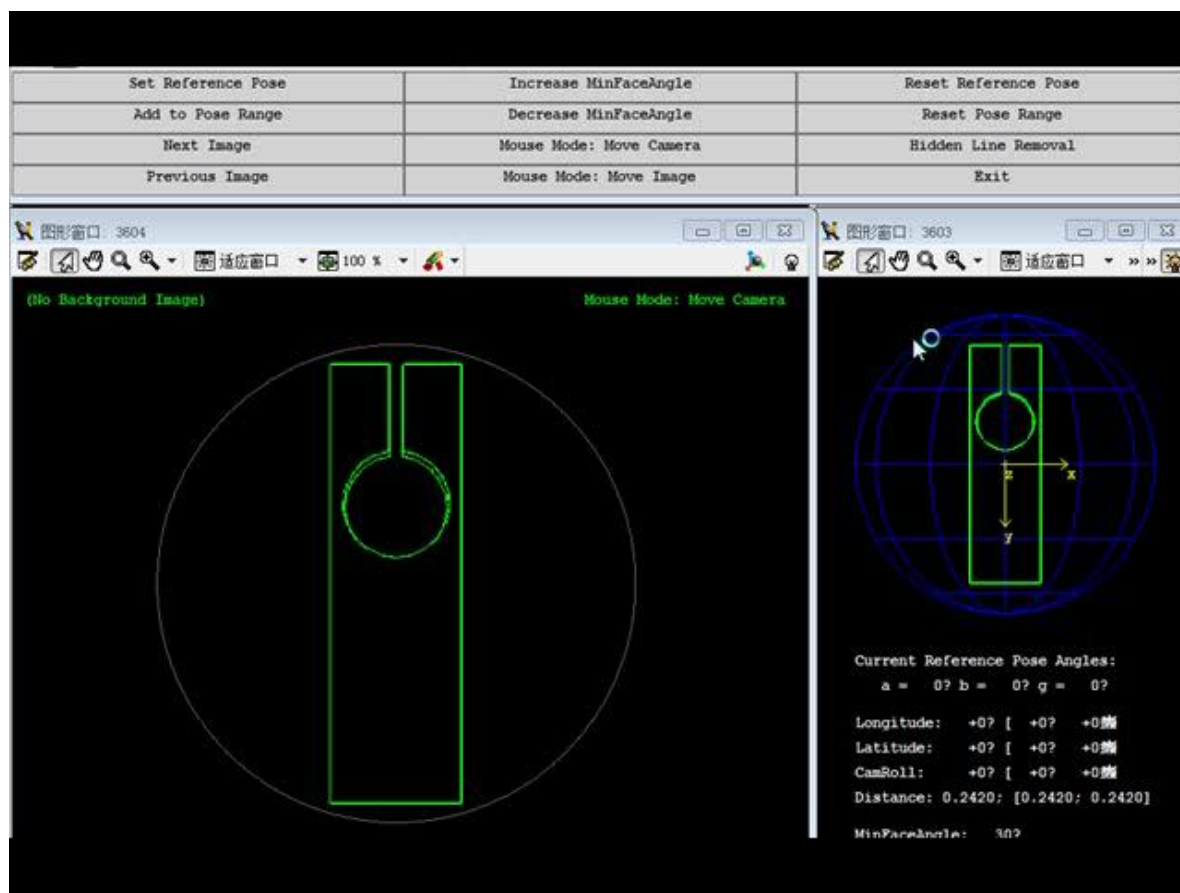 Set Reference Pose Increase MinFaceAngle Reset Reference Pose
Add to Pose Range Decrease MinFaceAngle Reset Pose Range
Next Image Mouse Mode: Move Camera Hidden Line Removal
Previous Image Mouse Mode: Move Image Exit
图形窗口: 3604
图形窗口: 3603
适应窗口 100 %
适应窗口
(No Background Image) Mouse Mode: Move Camera
z
x
y
Current Reference Pose Angles:
a = 0? b = 0? g = 0?
Longitude: +0? [ +0? +0
Latitude: +0? [ +0? +0
CamRoll: +0? [ +0? +0
Distance: 0.2420; [0.2420; 0.2420]
MinFaceAngle: 30?